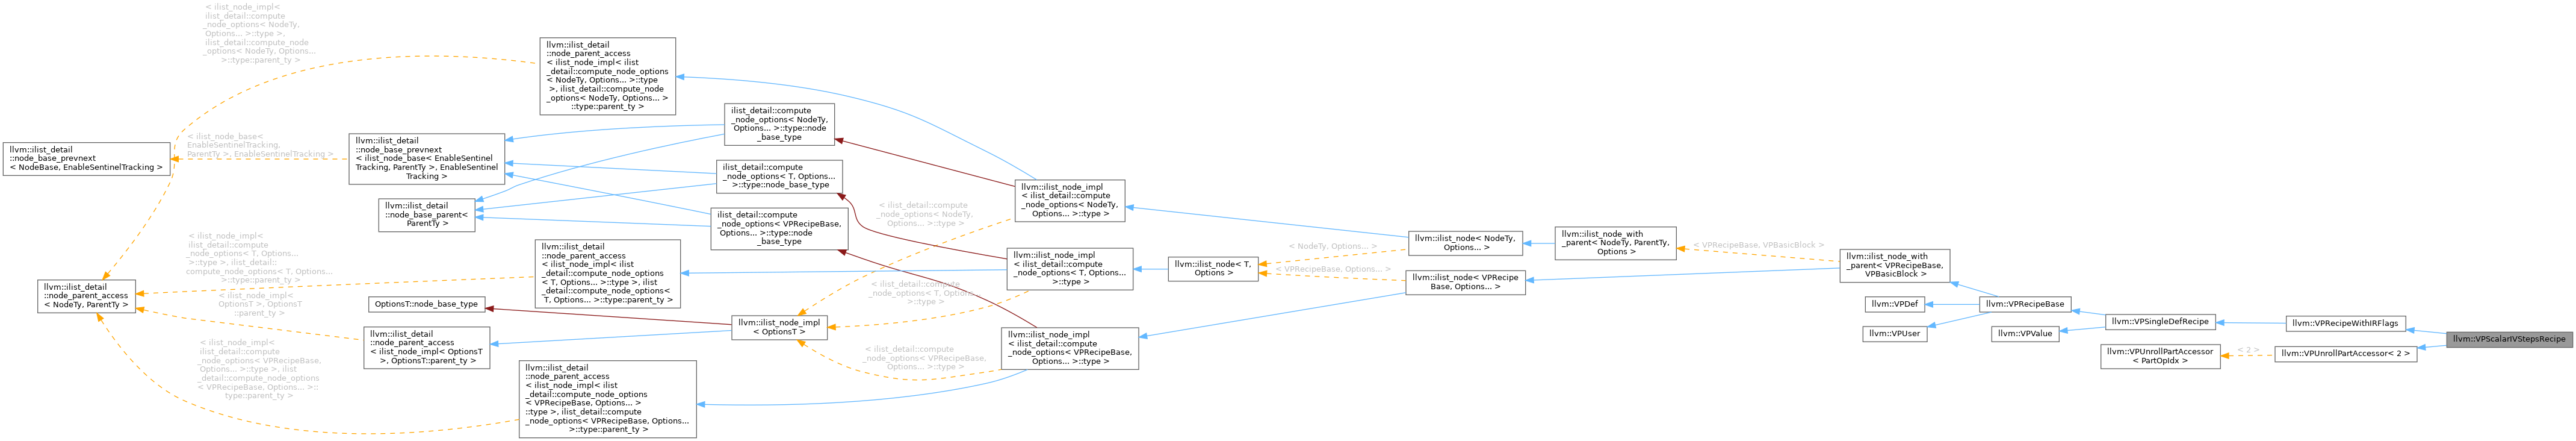 < ilist_node_impl<
ilist_detail::compute
_node_options< NodeTy,
Options... >::type >,
ilist_detail::compute_node
_options< NodeTy, Options...
>::type::parent_ty >
llvm::ilist_detail
::node_parent_access
< ilist_node_impl< ilist
_detail::compute_node_options
< NodeTy, Options... >::type
>, ilist_detail::compute_node
_options< NodeTy, Options... >
::type::parent_ty >
ilist_detail::compute
_node_options< NodeTy,
Options... >::type::node
_base_type
llvm::ilist_detail
::node_base_prevnext
< NodeBase, EnableSentinelTracking >
< ilist_node_base<
EnableSentinelTracking,
ParentTy >, EnableSentinelTracking >
llvm::ilist_detail
::node_base_prevnext
< ilist_node_base< EnableSentinel
Tracking, ParentTy >, EnableSentinel
Tracking >
ilist_detail::compute
_node_options< T, Options...
>::type::node_base_type
llvm::ilist_detail
::node_base_parent<
ParentTy >
ilist_detail::compute
_node_options< VPRecipeBase,
Options... >::type::node
_base_type
< ilist_detail::compute
_node_options< NodeTy,
Options... >::type >
llvm::ilist_node_impl
< ilist_detail::compute
_node_options< NodeTy,
Options... >::type >
< ilist_node_impl<
ilist_detail::compute
_node_options< T, Options...
>::type >, ilist_detail::
compute_node_options< T, Options...
>::type::parent_ty >
llvm::ilist_detail
::node_parent_access
< ilist_node_impl< ilist
_detail::compute_node_options
< T, Options... >::type >, ilist
_detail::compute_node_options<
T, Options... >::type::parent_ty >
llvm::ilist_node_impl
< ilist_detail::compute
_node_options< T, Options...
>::type >
llvm::ilist_node< T,
Options >
< NodeTy, Options... >
< VPRecipeBase, Options... >
llvm::ilist_node< NodeTy,
Options... >
llvm::ilist_node< VPRecipe
Base, Options... >
llvm::ilist_node_with
_parent< NodeTy, ParentTy,
Options >
< VPRecipeBase, VPBasicBlock >
llvm::ilist_node_with
_parent< VPRecipeBase,
VPBasicBlock >
llvm::ilist_detail
::node_parent_access
< NodeTy, ParentTy >
< ilist_node_impl<
OptionsT >, OptionsT
::parent_ty >
OptionsT::node_base_type
< ilist_detail::compute
_node_options< T, Options...
>::type >
llvm::ilist_node_impl
< OptionsT >
llvm::ilist_detail
::node_parent_access
< ilist_node_impl< OptionsT
>, OptionsT::parent_ty >
llvm::ilist_node_impl
< ilist_detail::compute
_node_options< VPRecipeBase,
Options... >::type >
< ilist_detail::compute
_node_options< VPRecipeBase,
Options... >::type >
< ilist_node_impl<
ilist_detail::compute
_node_options< VPRecipeBase,
Options... >::type >, ilist
_detail::compute_node_options
< VPRecipeBase, Options... >::
type::parent_ty >
llvm::ilist_detail
::node_parent_access
< ilist_node_impl< ilist
_detail::compute_node_options
< VPRecipeBase, Options... >
::type >, ilist_detail::compute
_node_options< VPRecipeBase, Options...
>::type::parent_ty >
llvm::VPDef
llvm::VPUser
llvm::VPRecipeBase
llvm::VPValue
llvm::VPSingleDefRecipe
llvm::VPUnrollPartAccessor
< PartOpIdx >
< 2 >
llvm::VPRecipeWithIRFlags
llvm::VPUnrollPartAccessor< 2 >
llvm::VPScalarIVStepsRecipe